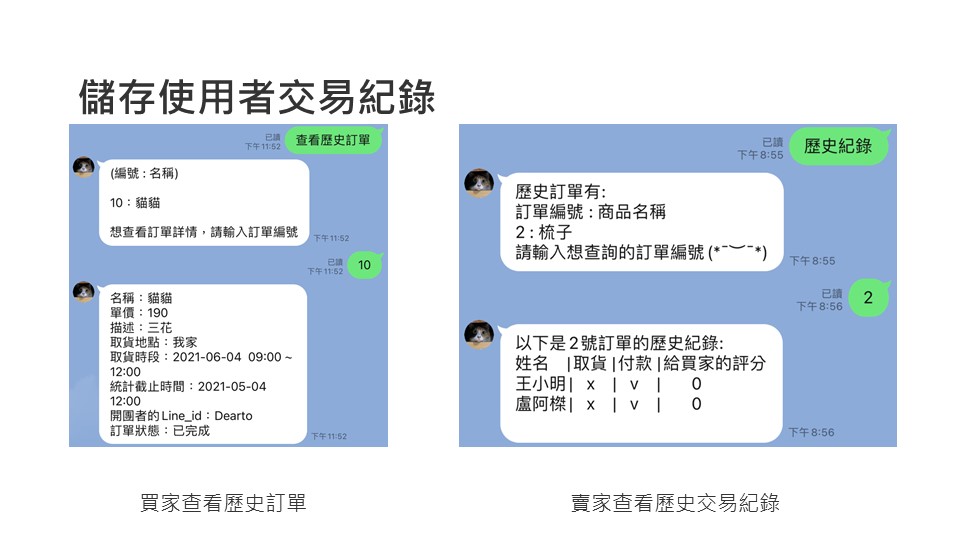 儲存使用者交易紀錄
已讀
下午 11:52
查看歷史訂單
(編號 : 名稱)
10：貓貓
想查看訂單詳情，請輸入訂單編號
下午 11:52
已讀
下午 11:52
10
名稱：貓貓
單價：190
描述：三花
取貨地點：我家
取貨時段：2021-06-04 09:00 ~
12:00
統計截止時間：2021-05-04
12:00
開團者的Line_id：Dearto
訂單狀態：已完成
下午 11:52
買家查看歷史訂單
已讀
下午 8:55
歷史紀錄
歷史訂單有:
訂單編號 : 商品名稱
2 : 梳子
請輸入想查詢的訂單編號 (*¯︶¯*)
下午 8:55
已讀
下午 8:56
2
以下是 2 號訂單的歷史紀錄:
姓名 |取貨 |付款 |給買家的評分
王小明| x | v | 0
盧阿傑| x | v | 0
下午 8:56
賣家查看歷史交易紀錄